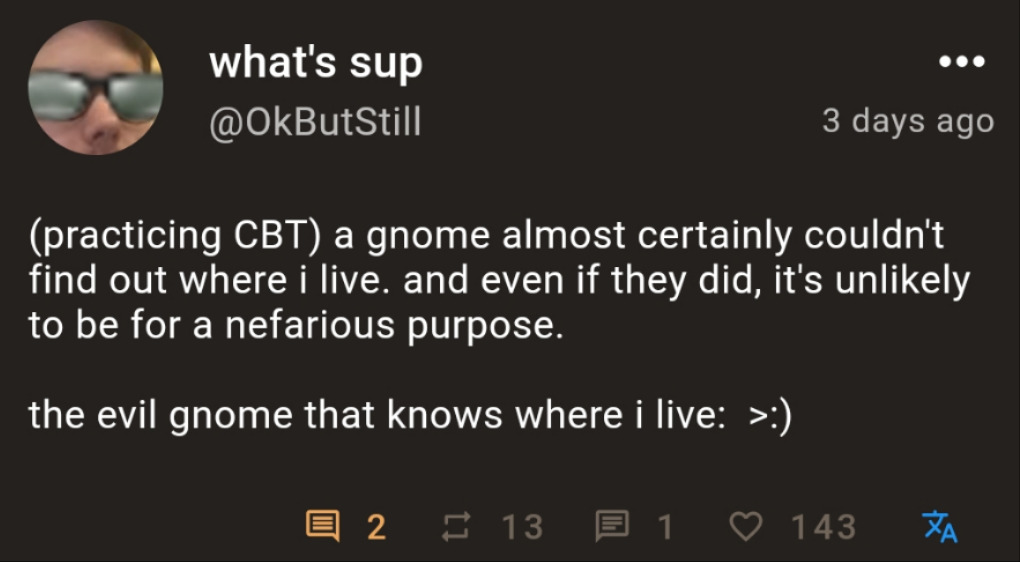 what's sup
@OkButStill
3 days ago
(practicing CBT) a gnome almost certainly couldn't
find out where i live. and even if they did, it's unlikely
to be for a nefarious purpose.
the evil gnome that knows where i live:  >:)
2 13 1 143